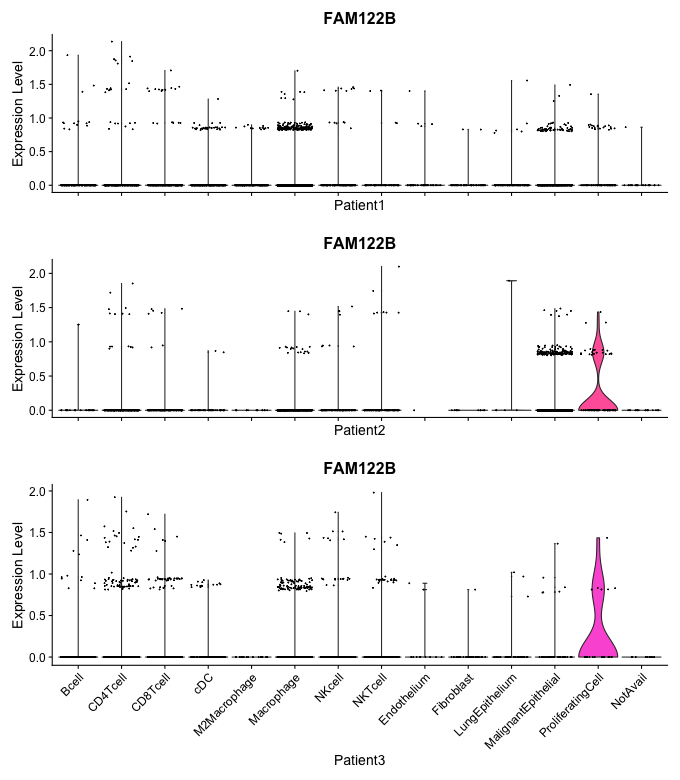 FAM122B
Expression Level
2.0
1.5
1.0
0.5
0.0
Patient1
FAM122B
Expression Level
2.0
1.5
1.0
0.5
0.0
Patient2
FAM122B
Expression Level
2.0
1.5
1.0
0.5
0.0
Bcell
CD4Tcell
CD8Tcell
cDC
M2Macrophage
Macrophage
NKcell
NKTcell
Endothelium
Fibroblast
LungEpithelium
MalignantEpithelial
ProliferatingCell
NotAvail
Patient3